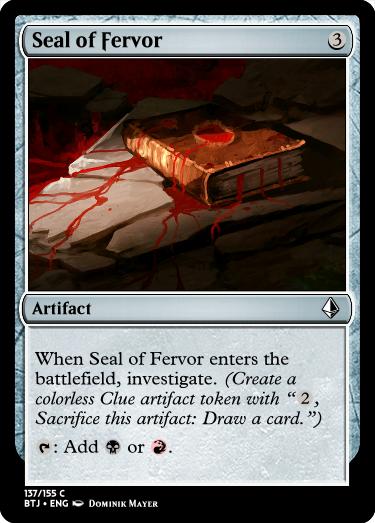 Seal of Fervor 3
Artifact
When Seal of Fervor enters the
battlefield, investigate. (Create a
colorless Clue artifact token with “ 2 ,
Sacrifice this artifact: Draw a card.”)
: Add or .
137/155 C
BTJ • ENG Dominik Mayer